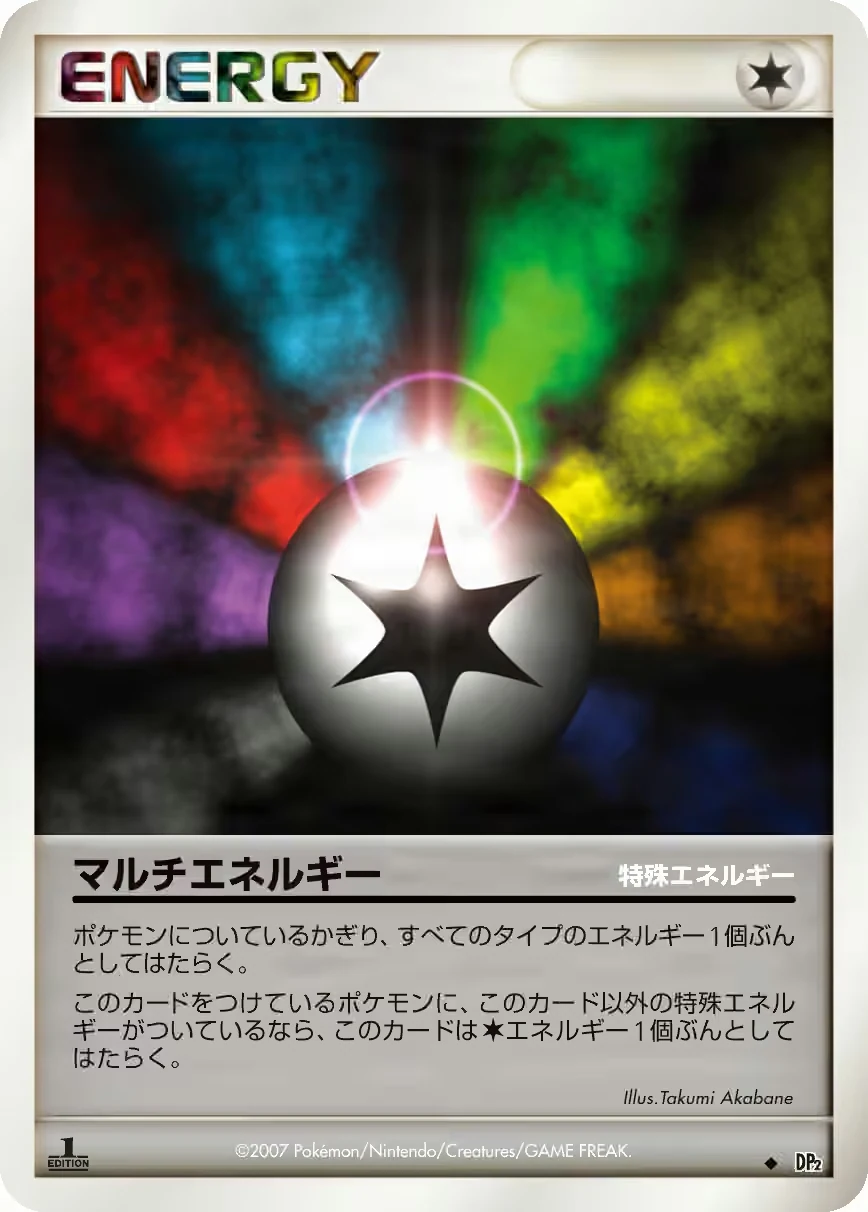 ENERGY
マルチエネルギー
特殊エネルギー
ポケモンについているかぎり、すべてのタイプのエネルギー1個ぶん
としてはたらく。
このカードをつけているポケモンに、このカード以外の特殊エネル
ギーがついているなら、このカードは✶エネルギー1個ぶんとして
はたらく。
Illus.Takumi Akabane
1
EDITION
©2007 Pokémon/Nintendo/Creatures/GAME FREAK.
◆ DP2